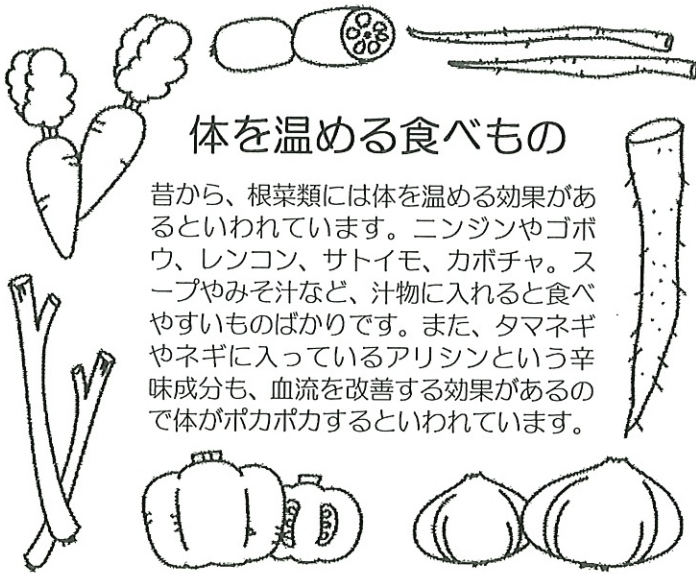 体を温める食べもの
昔から、根菜類には体を温める効果があ
るといわれています。ニンジンやゴボ
ウ、レンコン、サトイモ、カボチャ。ス
ープやみそ汁など、汁物に入れると食べ
やすいものばかりです。また、タマネギ
やネギに入っているアリシンという辛
味成分も、血流を改善する効果があるの
で体がポカポカするといわれています。